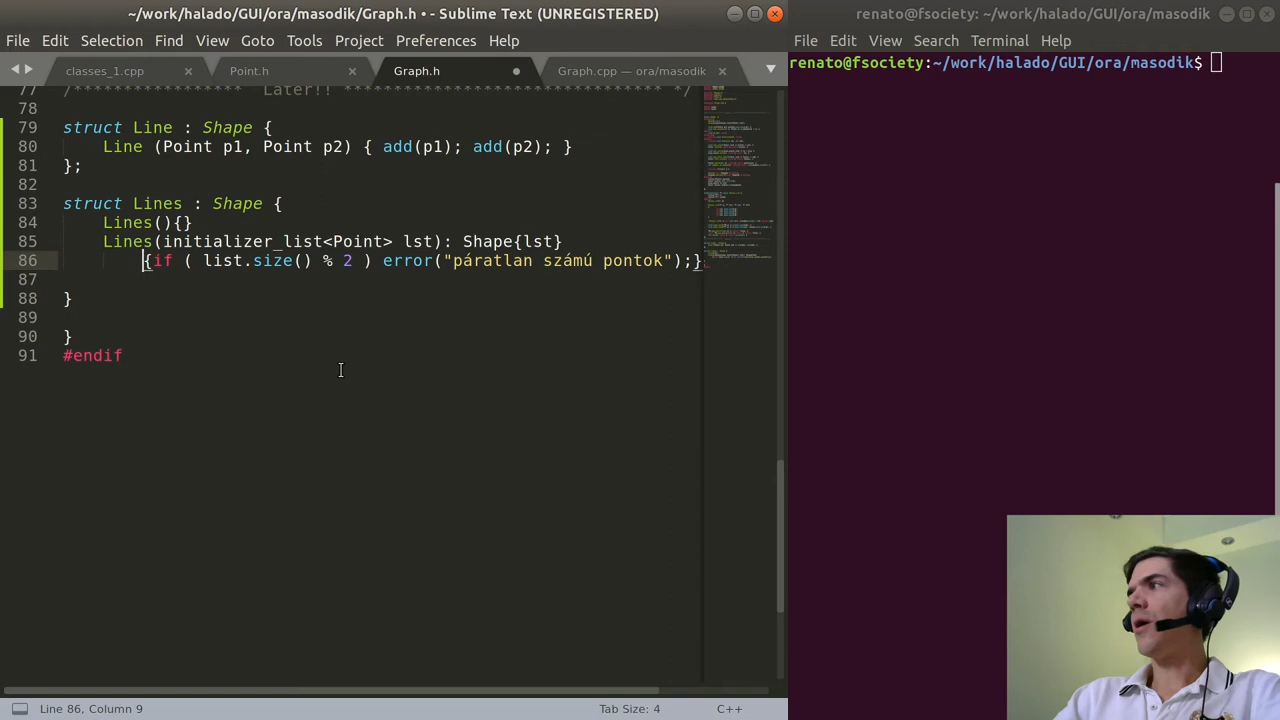 ~/work/halado/GUI/ora/masodik/Graph.h • - Sublime Text (UNREGISTERED)
File Edit Selection Find View Goto Tools Project Preferences Help
classes_1.cpp × Point.h × Graph.h Graph.cpp — ora/masodik ×
77 /***************** Later!! ******************************** */
78
79 struct Line : Shape {
80 Line (Point p1, Point p2) { add(p1); add(p2); }
81 };
82
83 struct Lines : Shape {
84 Lines(){}
85 Lines(initializer_list<Point> lst): Shape{lst}
86 {if ( list.size() % 2 ) error("páratlan számú pontok");}
87
88 }
89
90 }
91 #endif
Line 86, Column 9 Tab Size: 4 C++
renato@fsociety: ~/work/halado/GUI/ora/masodik
File Edit View Search Terminal Help
renato@fsociety:~/work/halado/GUI/ora/masodik$